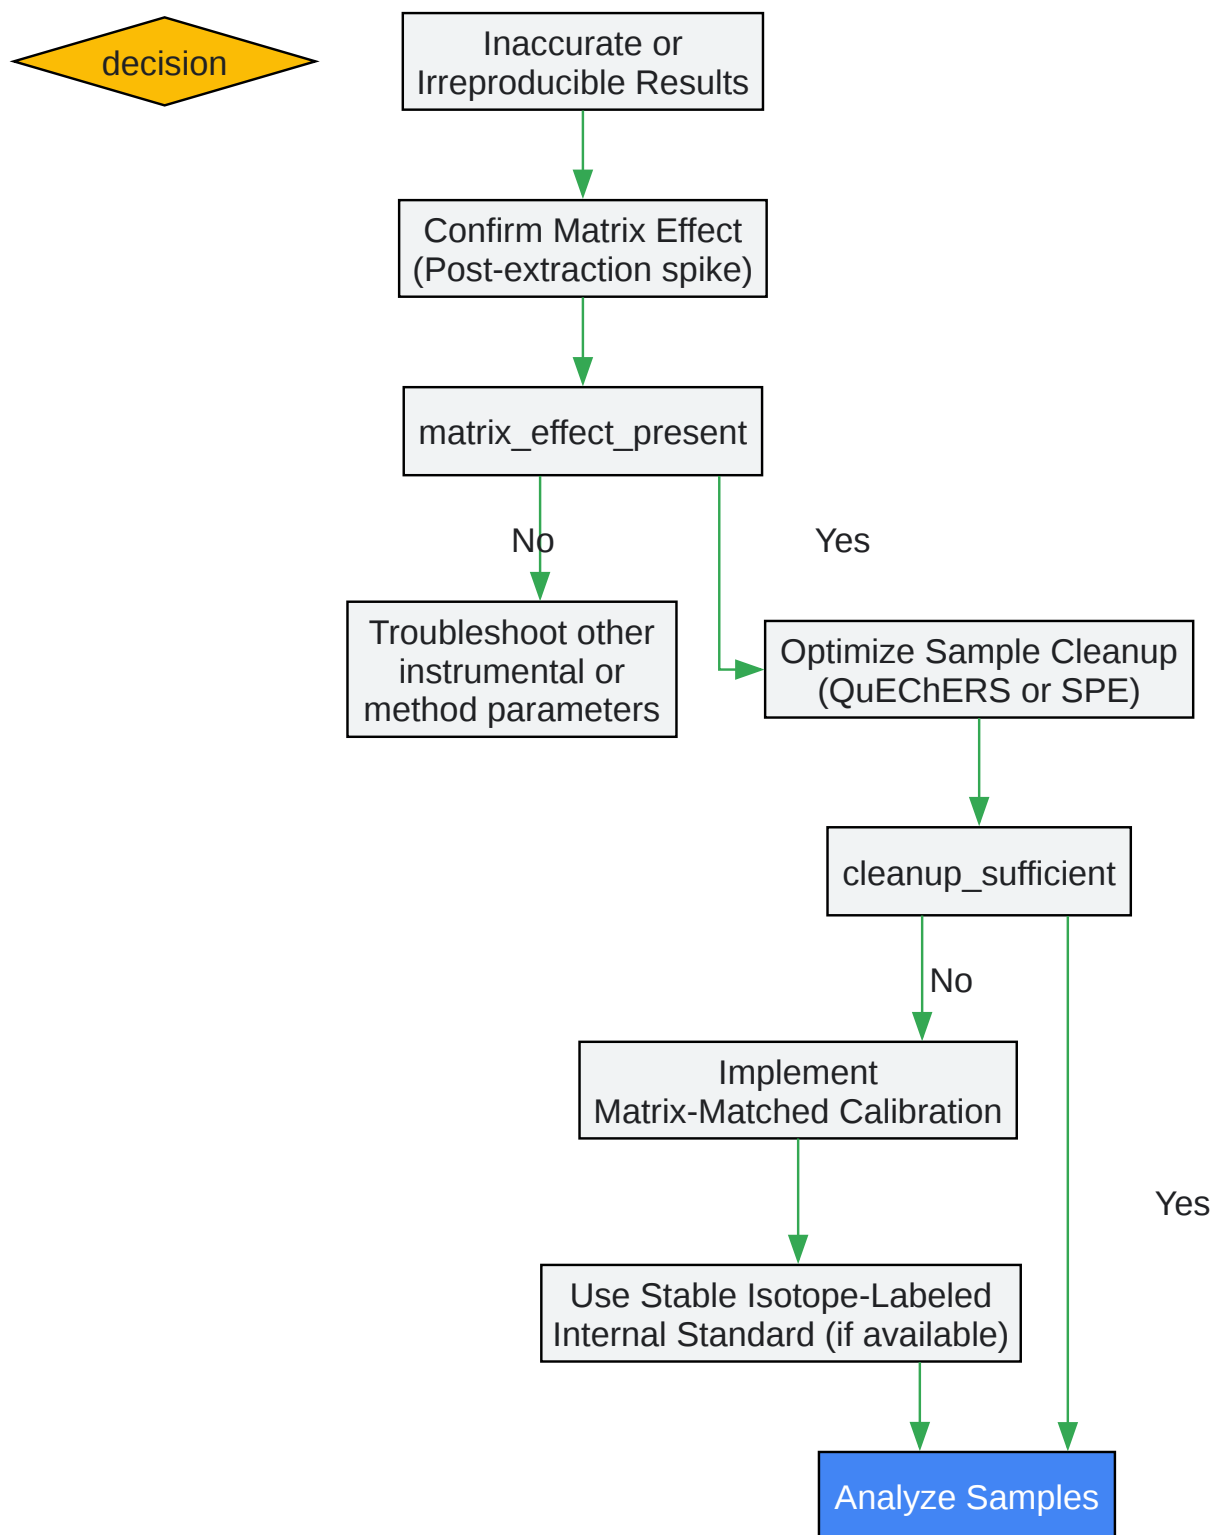 decision
Inaccurate or
Irreproducible Results
Confirm Matrix Effect
(Post-extraction spike)
matrix_effect_present
No
Yes
Troubleshoot other
instrumental or
method parameters
Optimize Sample Cleanup
(QuEChERS or SPE)
cleanup_sufficient
No
Implement
Matrix-Matched Calibration
Yes
Use Stable Isotope-Labeled
Internal Standard (if available)
Analyze Samples